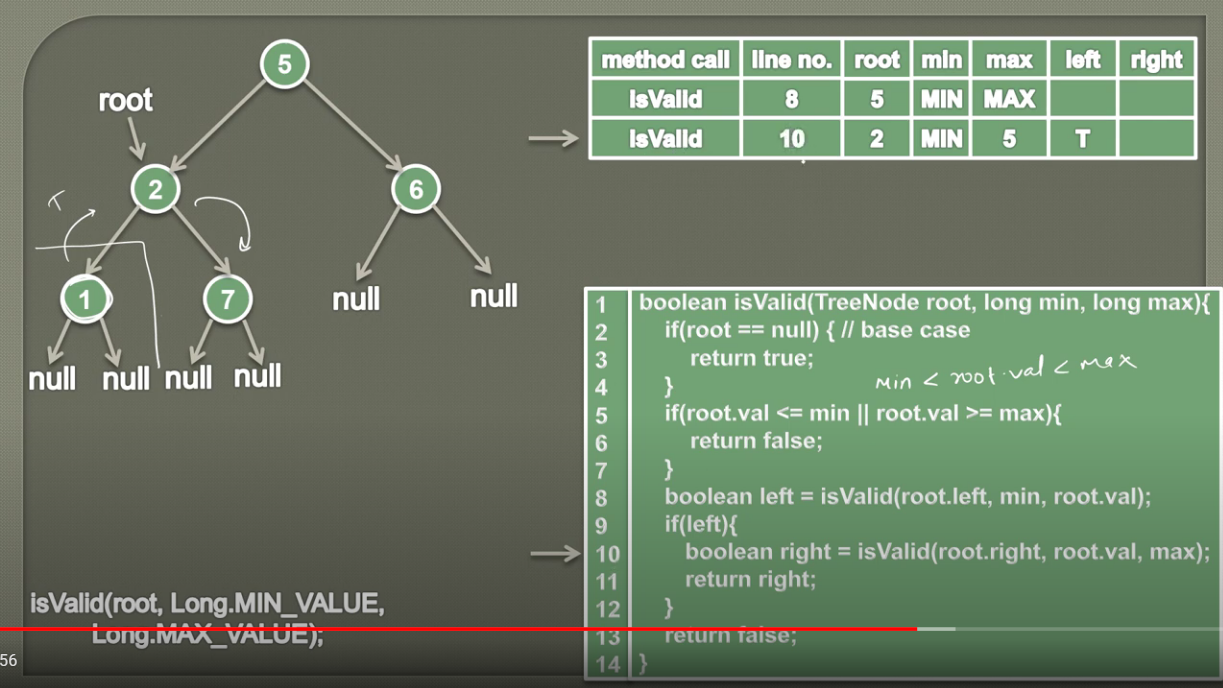 5
root
2
6
T
1
7
null
null
null
null
null
null
isValid(root, Long.MIN_VALUE,
Long.MAX_VALUE);
method call line no. root min max left right
isValid 8 5 MIN MAX
isValid 10 2 MIN 5 T
1 boolean isValid(TreeNode root, long min, long max){
2 if(root == null) { // base case
3 return true;
min < root.val < max
4 }
5 if(root.val <= min || root.val >= max){
6 return false;
7 }
8 boolean left = isValid(root.left, min, root.val);
9 if(left){
10 boolean right = isValid(root.right, root.val, max);
11 return right;
12 }
13 return false;
14 }
56